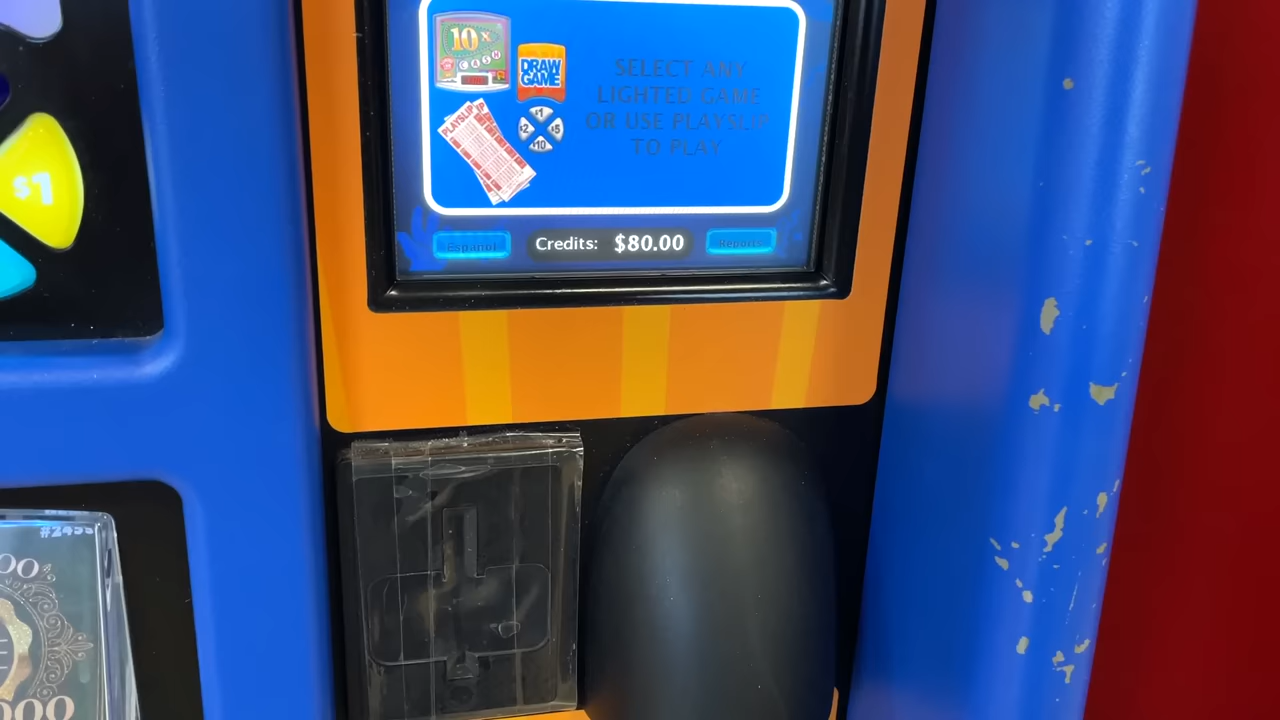 10X
CASH
DRAW
GAME
PLAYSLIP
$1
$2
$5
$10
SELECT ANY
LIGHTED GAME
OR USE PLAYSLIP
TO PLAY
Español
Credits: $80.00
Reports
$1